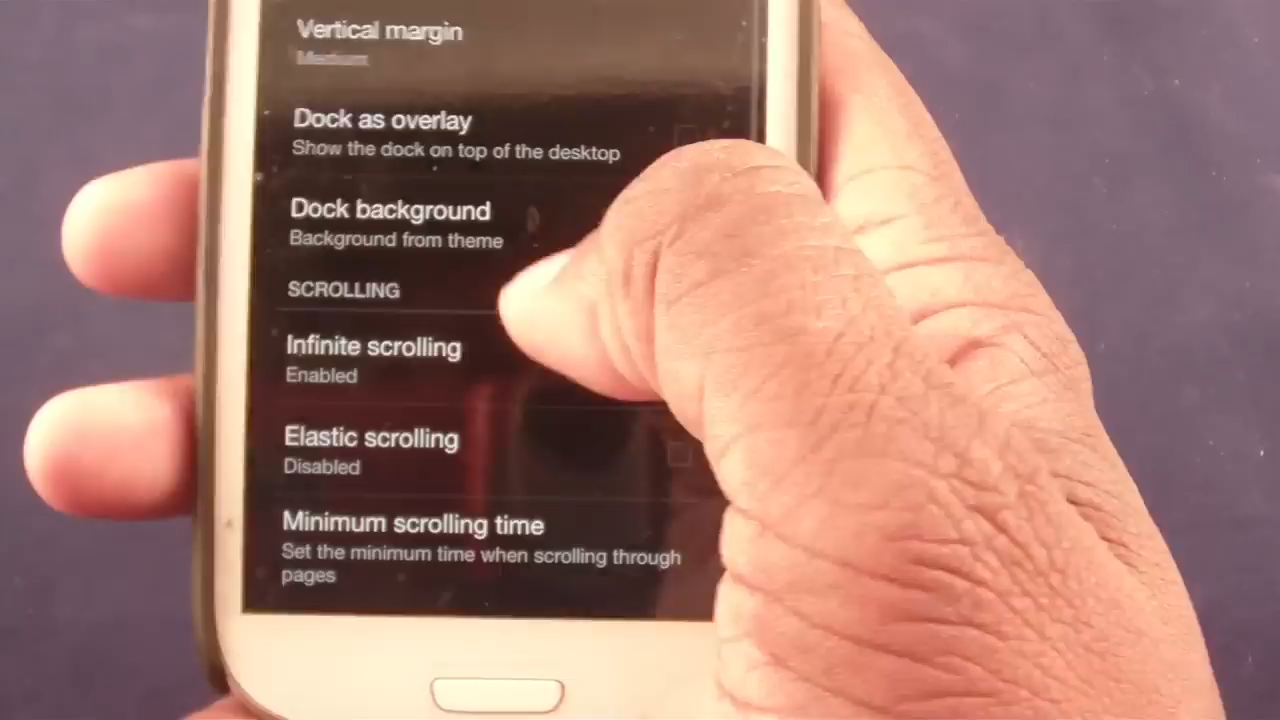 Vertical margin
Medium
Dock as overlay
Show the dock on top of the desktop
Dock background
Background from theme
SCROLLING
Infinite scrolling
Enabled
Elastic scrolling
Disabled
Minimum scrolling time
Set the minimum time when scrolling through
pages